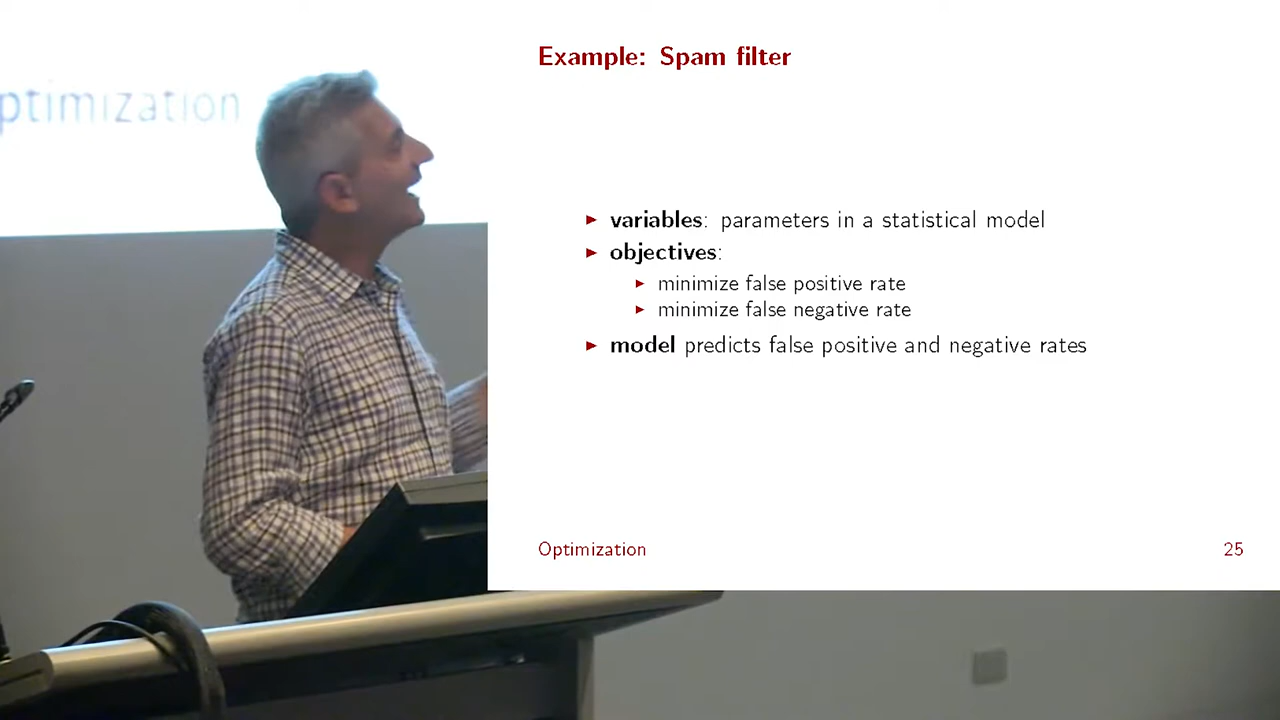 ptimization
Example: Spam filter
▶ variables: parameters in a statistical model
▶ objectives:
▶ minimize false positive rate
▶ minimize false negative rate
▶ model predicts false positive and negative rates
Optimization 25